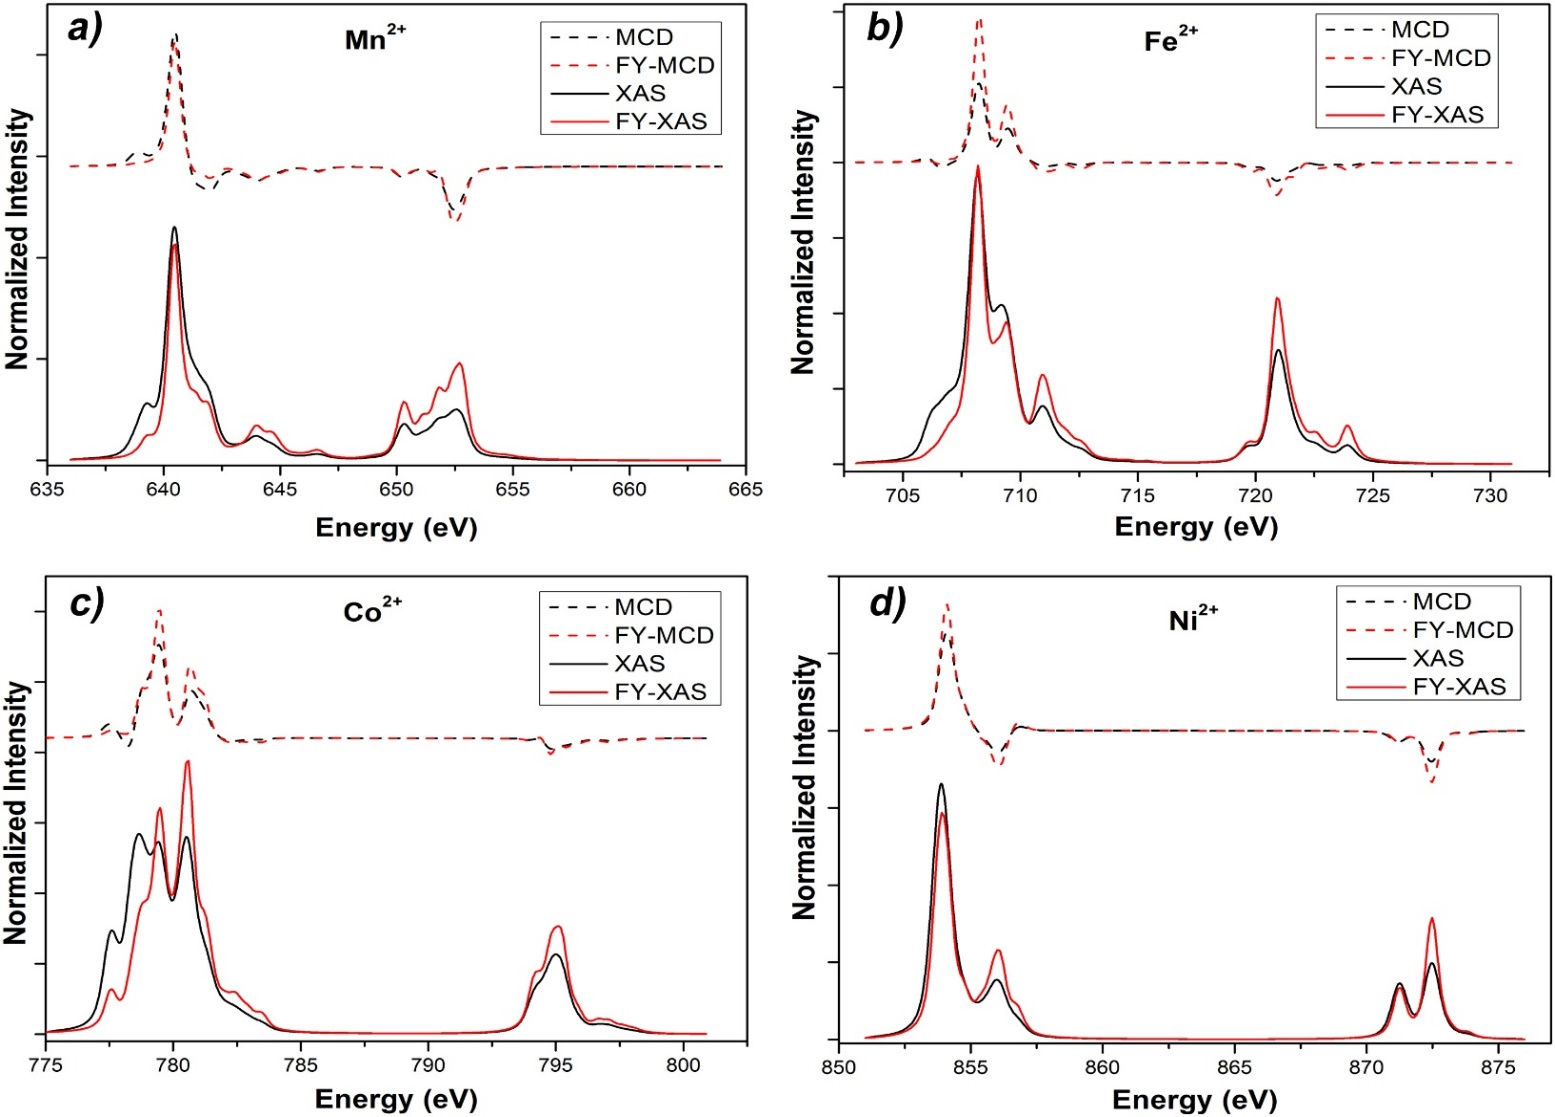 a)
Mn2+
MCD
FY-MCD
XAS
FY-XAS
Normalized Intensity
635 640 645 650 655 660 665
Energy (eV)
b)
Fe2+
MCD
FY-MCD
XAS
FY-XAS
Normalized Intensity
705 710 715 720 725 730
Energy (eV)
c)
Co2+
MCD
FY-MCD
XAS
FY-XAS
Normalized Intensity
775 780 785 790 795 800
Energy (eV)
d)
Ni2+
MCD
FY-MCD
XAS
FY-XAS
Normalized Intensity
850 855 860 865 870 875
Energy (eV)